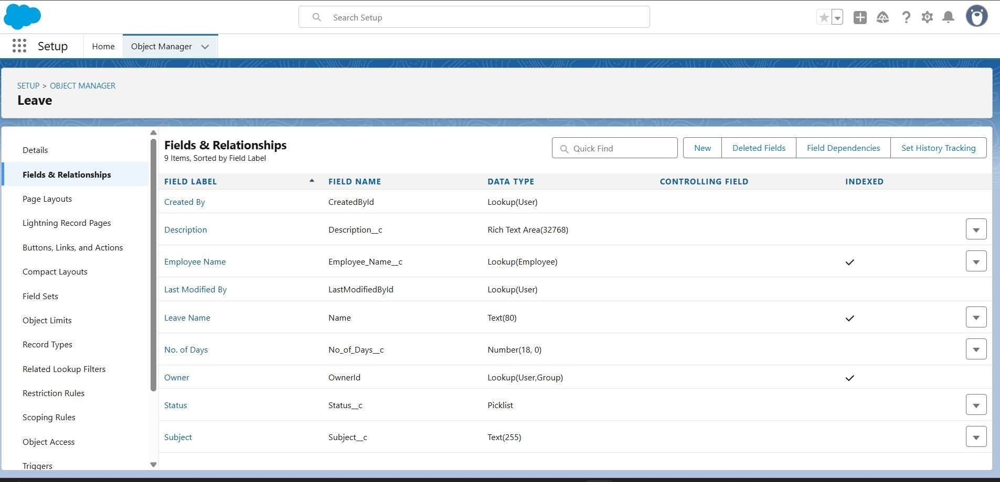 Search Setup
Setup Home Object Manager
SETUP > OBJECT MANAGER
Leave
Details
Fields & Relationships
Page Layouts
Lightning Record Pages
Buttons, Links, and Actions
Compact Layouts
Field Sets
Object Limits
Record Types
Related Lookup Filters
Restriction Rules
Scoping Rules
Object Access
Triggers
Fields & Relationships
9 Items, Sorted by Field Label
Quick Find New Deleted Fields Field Dependencies Set History Tracking
FIELD LABEL FIELD NAME DATA TYPE CONTROLLING FIELD INDEXED
Created By CreatedById Lookup(User)
Description Description__c Rich Text Area(32768)
Employee Name Employee_Name__c Lookup(Employee)
Last Modified By LastModifiedById Lookup(User)
Leave Name Name Text(80)
No. of Days No_of_Days__c Number(18, 0)
Owner OwnerId Lookup(User,Group)
Status Status__c Picklist
Subject Subject__c Text(255)